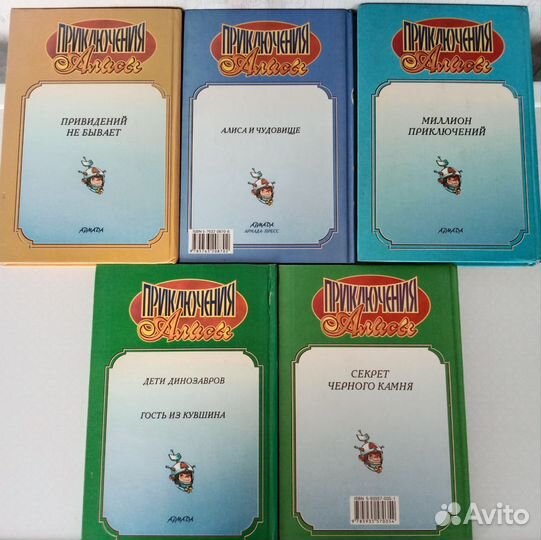 ПРИКЛЮЧЕНИЯ
Алисы
ПРИВИДЕНИЙ
НЕ БЫВАЕТ
АРМАДА
ПРИКЛЮЧЕНИЯ
Алисы
АЛИСА И ЧУДОВИЩЕ
АРМАДА
АРМАДА-ПРЕСС
ПРИКЛЮЧЕНИЯ
Алисы
МИЛЛИОН
ПРИКЛЮЧЕНИЙ
АРМАДА
ПРИКЛЮЧЕНИЯ
Алисы
ДЕТИ ДИНОЗАВРОВ
ГОСТЬ ИЗ КУВШИНА
АРМАДА
ПРИКЛЮЧЕНИЯ
Алисы
СЕКРЕТ
ЧЕРНОГО КАМНЯ
Avito